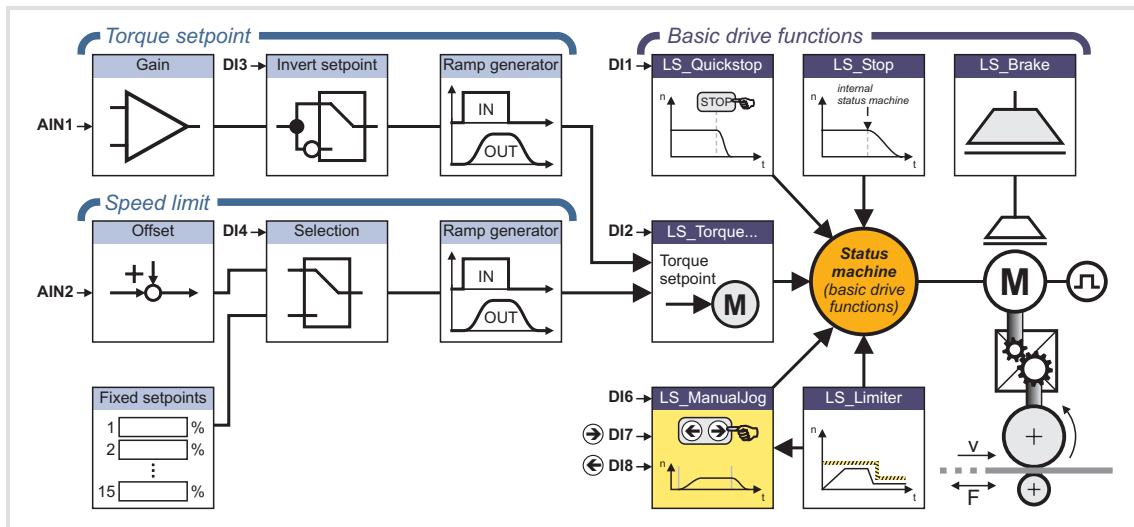 Torque setpoint
Basic drive functions
Gain
DI3
Invert setpoint
Ramp generator
DI1
LS_Quickstop
LS_Stop
LS_Brake
AIN1
IN
OUT
n
STOP
t
n
internal
status machine
t
Speed limit
Offset
DI4
Selection
Ramp generator
DI2
LS_Torque...
AIN2
+
IN
OUT
Torque
setpoint
M
Status
machine
(basic drive
functions)
M
Fixed setpoints
1 %
2 %
⋮
15 %
DI6
DI7
DI8
LS_ManualJog
n
t
LS_Limiter
n
t
+
v
F
+